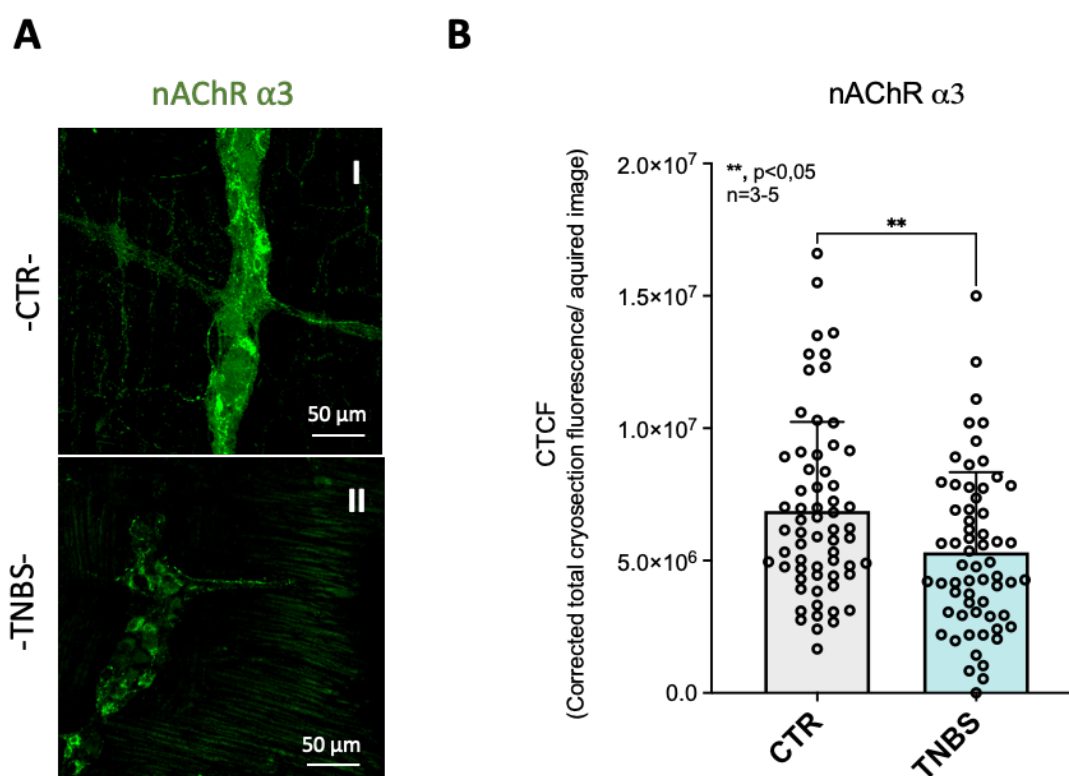 A
nAChR α3
-CTR-
I
50 µm
-TNBS-
II
50 µm
B
nAChR α3
CTCF
(Corrected total cryosection fluorescence/ aquired image)
**, p<0,05
n=3-5
**
2.0×10⁷
1.5×10⁷
1.0×10⁷
5.0×10⁶
0.0
CTR
TNBS